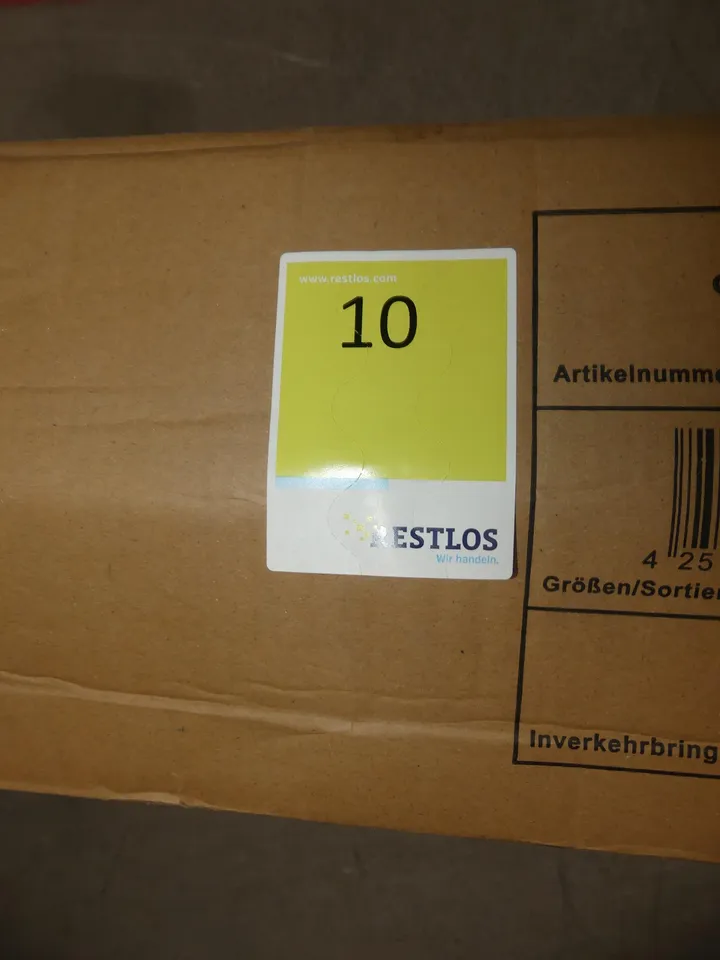 www.restlos.com
10
RESTLOS
Wir handeln.
Artikelnumme
4 25
Größen/Sortie
Inverkehrbring